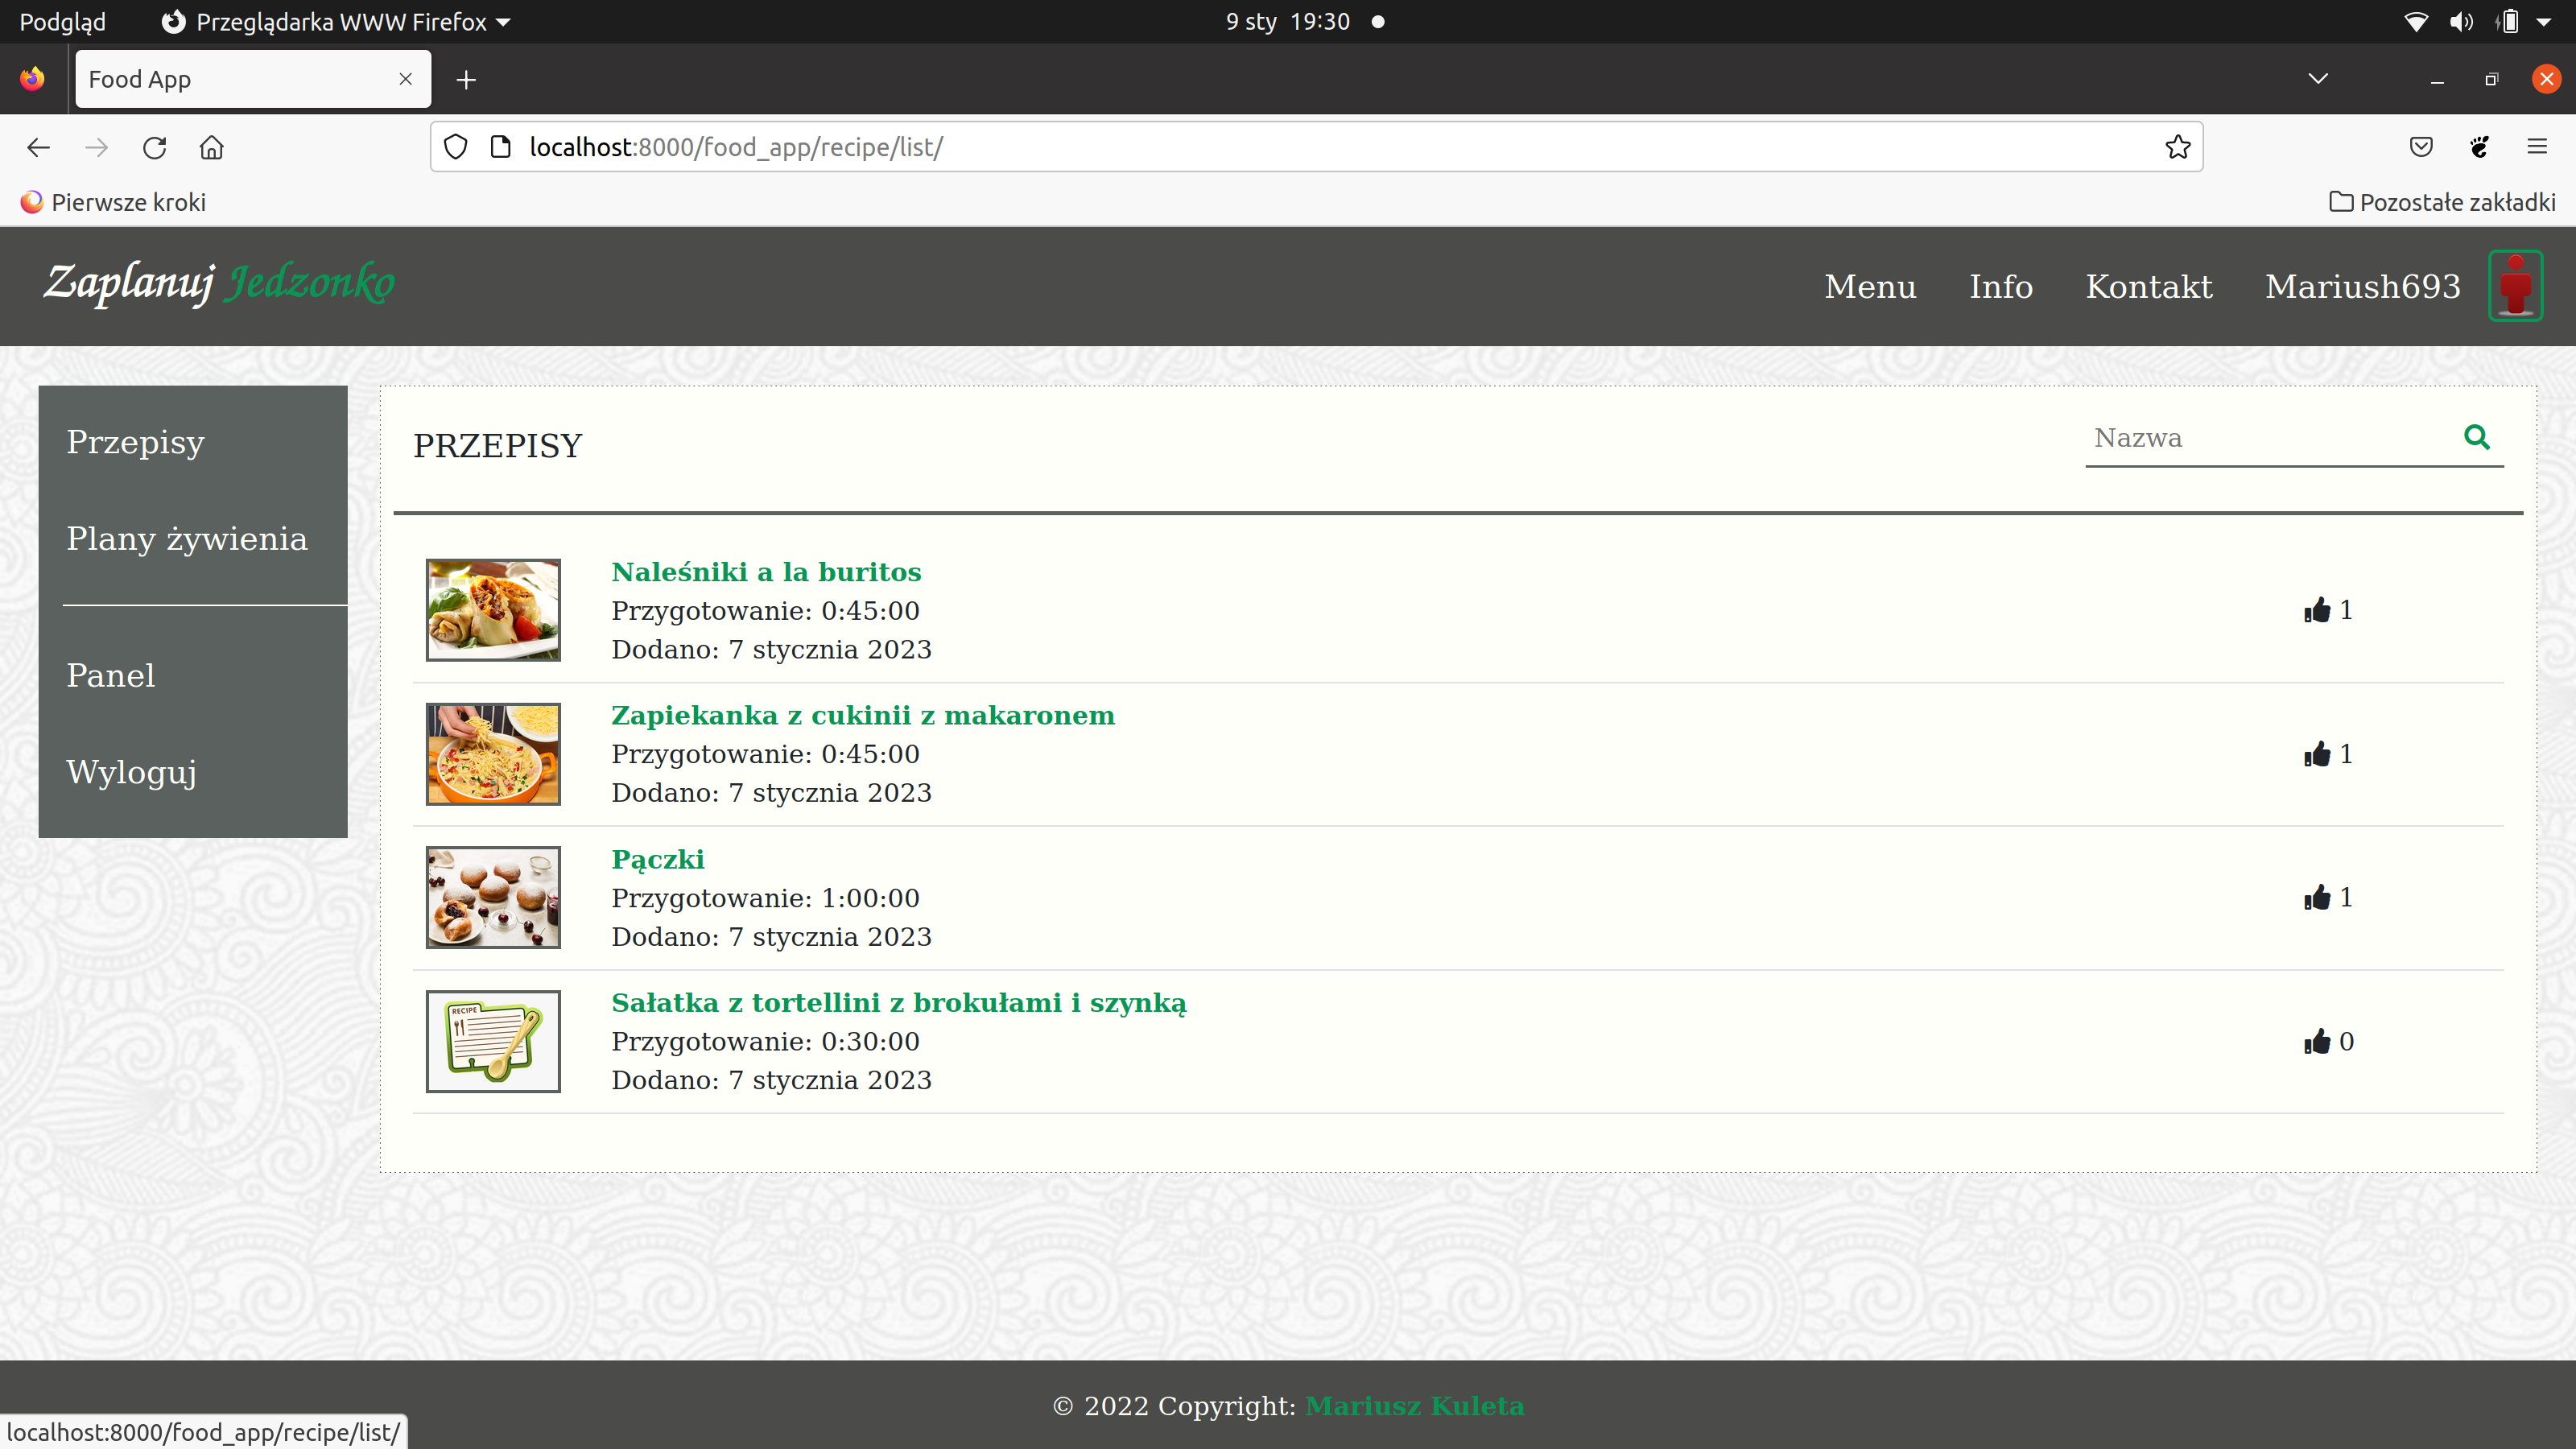 Podgląd
Przeglądarka WWW Firefox
9 sty 19:30
Food App
localhost:8000/food_app/recipe/list/
Pierwsze kroki
Pozostałe zakładki
Zaplanuj Jedzonko
Menu
Info
Kontakt
Mariush693
Przepisy
Plany żywienia
Panel
Wyloguj
PRZEPISY
Nazwa
Naleśniki a la buritos
Przygotowanie: 0:45:00
Dodano: 7 stycznia 2023
1
Zapiekanka z cukinii z makaronem
Przygotowanie: 0:45:00
Dodano: 7 stycznia 2023
1
Pączki
Przygotowanie: 1:00:00
Dodano: 7 stycznia 2023
1
RECIPE
Sałatka z tortellini z brokułami i szynką
Przygotowanie: 0:30:00
Dodano: 7 stycznia 2023
0
© 2022 Copyright: Mariusz Kuleta
localhost:8000/food_app/recipe/list/